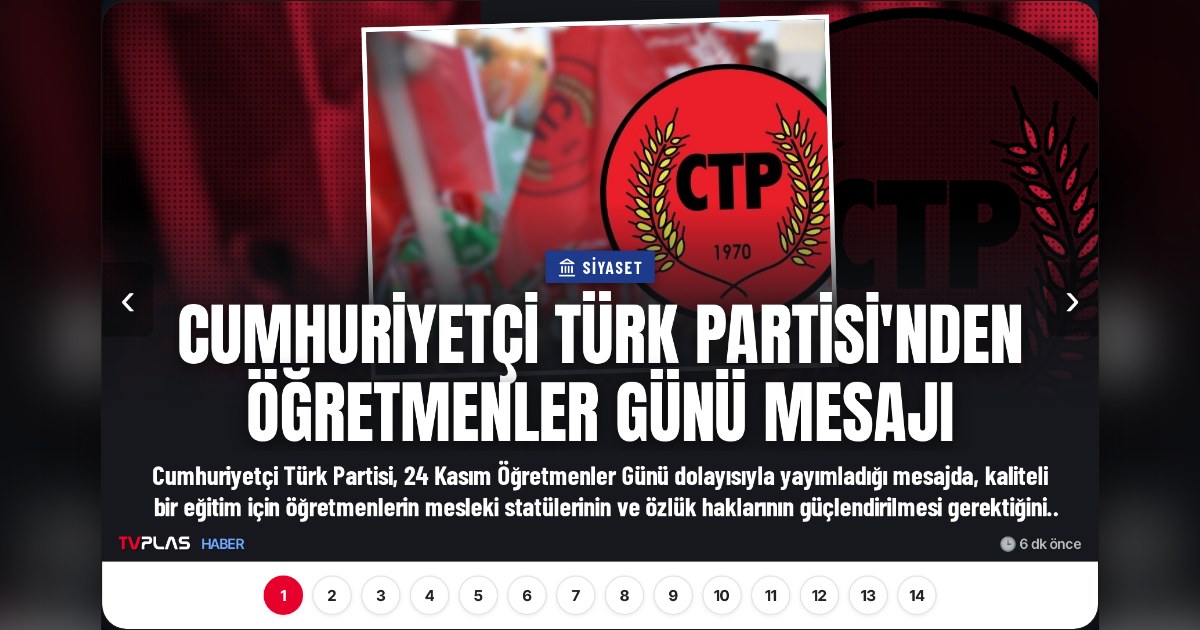 CTP
1970
CTP
SİYASET
CUMHURİYETÇİ TÜRK PARTİSİ'NDEN
ÖĞRETMENLER GÜNÜ MESAJI
Cumhuriyetçi Türk Partisi, 24 Kasım Öğretmenler Günü dolayısıyla yayımladığı mesajda, kaliteli
bir eğitim için öğretmenlerin mesleki statülerinin ve özlük haklarının güçlendirilmesi gerektiğini..
TVPLAS HABER
6 dk önce
1 2 3 4 5 6 7 8 9 10 11 12 13 14